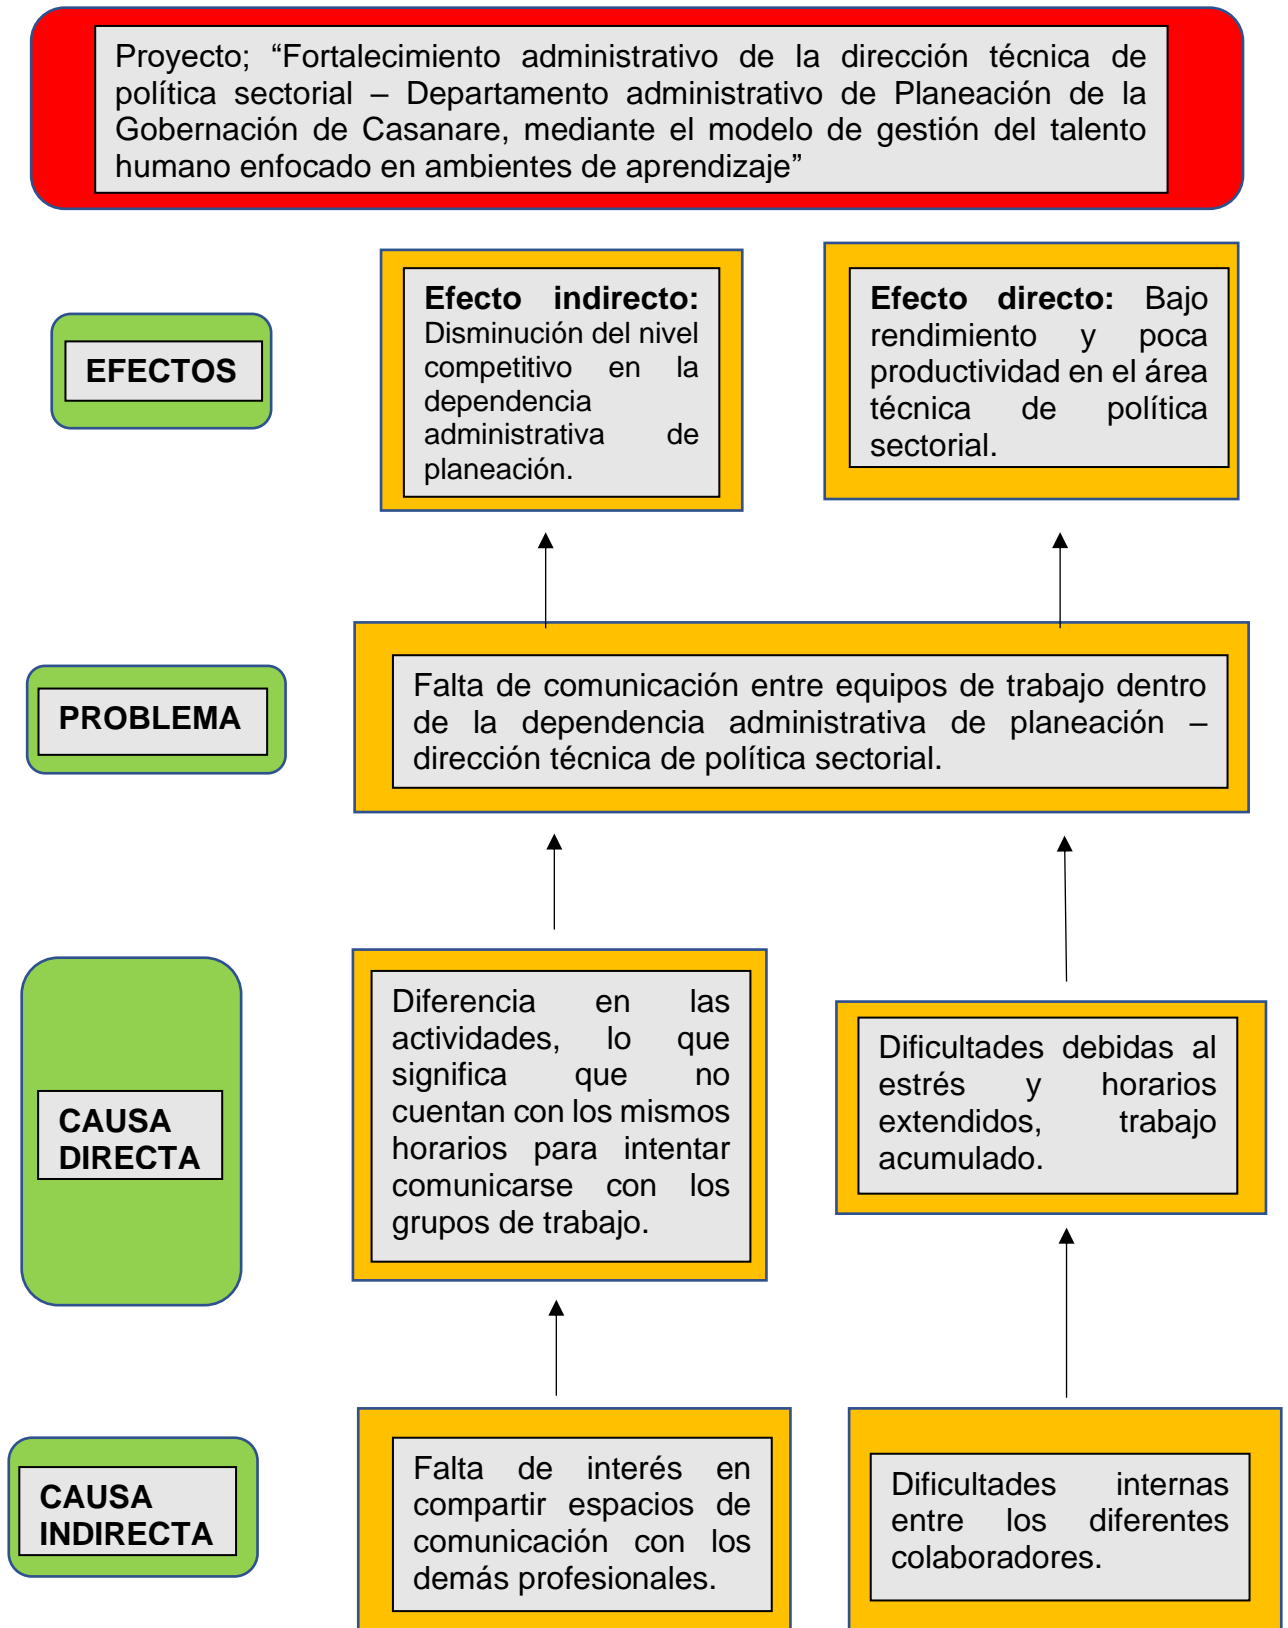 Proyecto; “Fortalecimiento administrativo de la dirección técnica de
política sectorial – Departamento administrativo de Planeación de la
Gobernación de Casanare, mediante el modelo de gestión del talento
humano enfocado en ambientes de aprendizaje”
EFECTOS
Efecto indirecto:
Disminución del nivel
competitivo en la
dependencia
administrativa de
planeación.
Efecto directo: Bajo
rendimiento y poca
productividad en el área
técnica de política
sectorial.
PROBLEMA
Falta de comunicación entre equipos de trabajo dentro
de la dependencia administrativa de planeación –
dirección técnica de política sectorial.
CAUSA
DIRECTA
Diferencia en las
actividades, lo que
significa que no
cuentan con los mismos
horarios para intentar
comunicarse con los
grupos de trabajo.
Dificultades debidas al
estrés y horarios
extendidos, trabajo
acumulado.
CAUSA
INDIRECTA
Falta de interés en
compartir espacios de
comunicación con los
demás profesionales.
Dificultades internas
entre los diferentes
colaboradores.